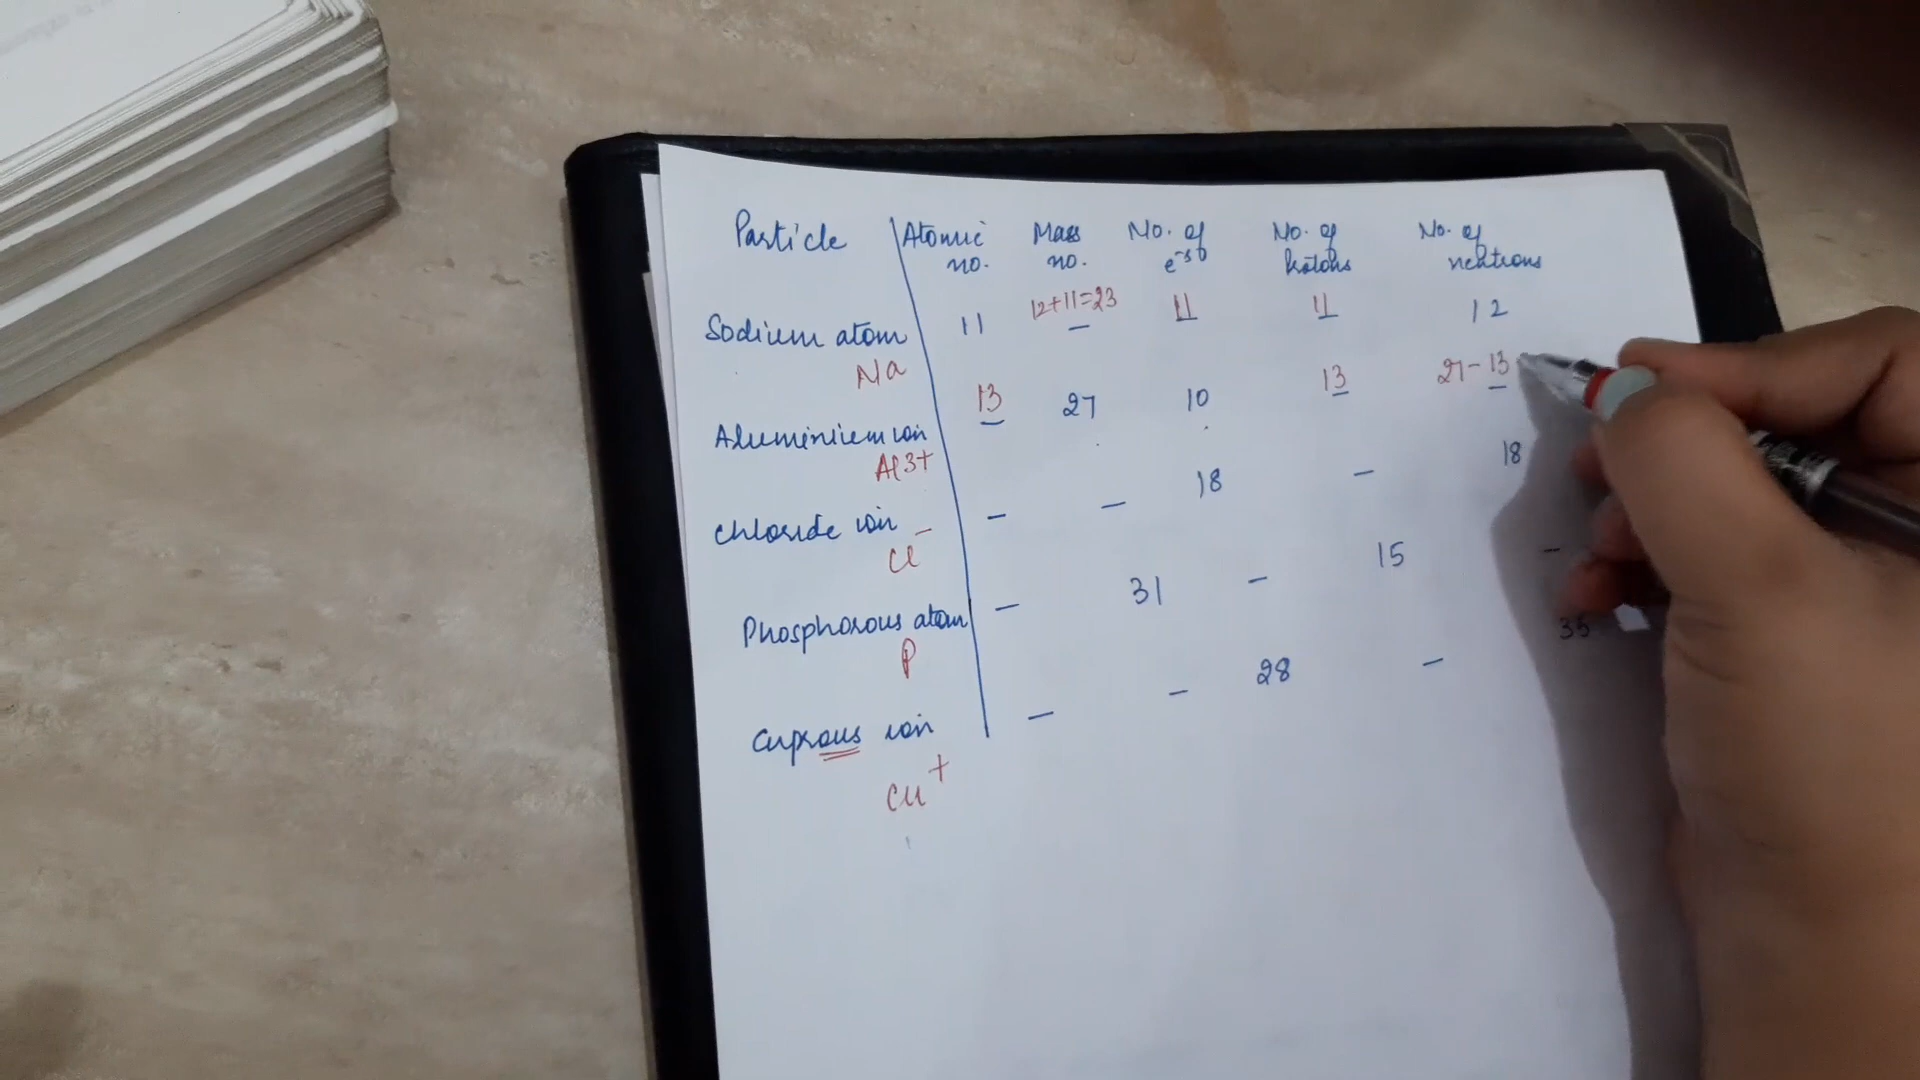 Particle Atomic Mass No. of No. of No. of
no. no. e-s protons neutrons
Sodium atom 11 12+11=23 11 11 12
Na
Aluminium ion 13 27 10 13 27-13
Al3+
Chloride ion - - 18 - 18
Cl-
Phosphorous atom - 31 - 15 -
P
Cuprous ion - - 28 - 35
Cu+